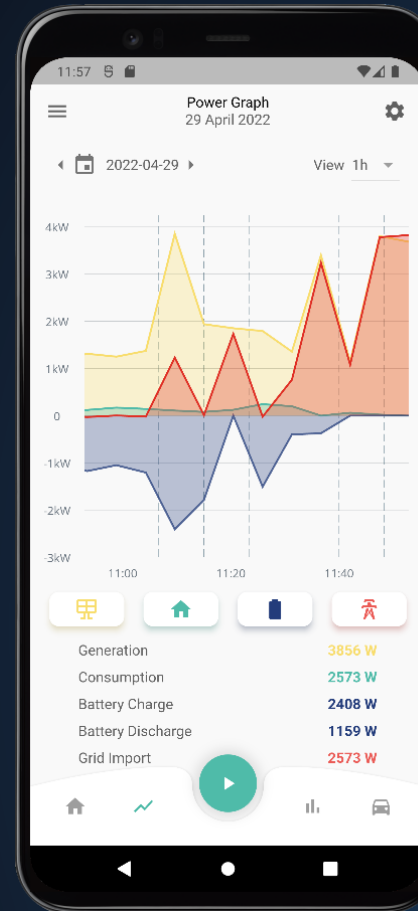 11:57
Power Graph
29 April 2022
2022-04-29 View 1h
4kW
3kW
2kW
1kW
0
-1kW
-2kW
-3kW
11:00 11:20 11:40
Generation 3856 W
Consumption 2573 W
Battery Charge 2408 W
Battery Discharge 1159 W
Grid Import 2573 W